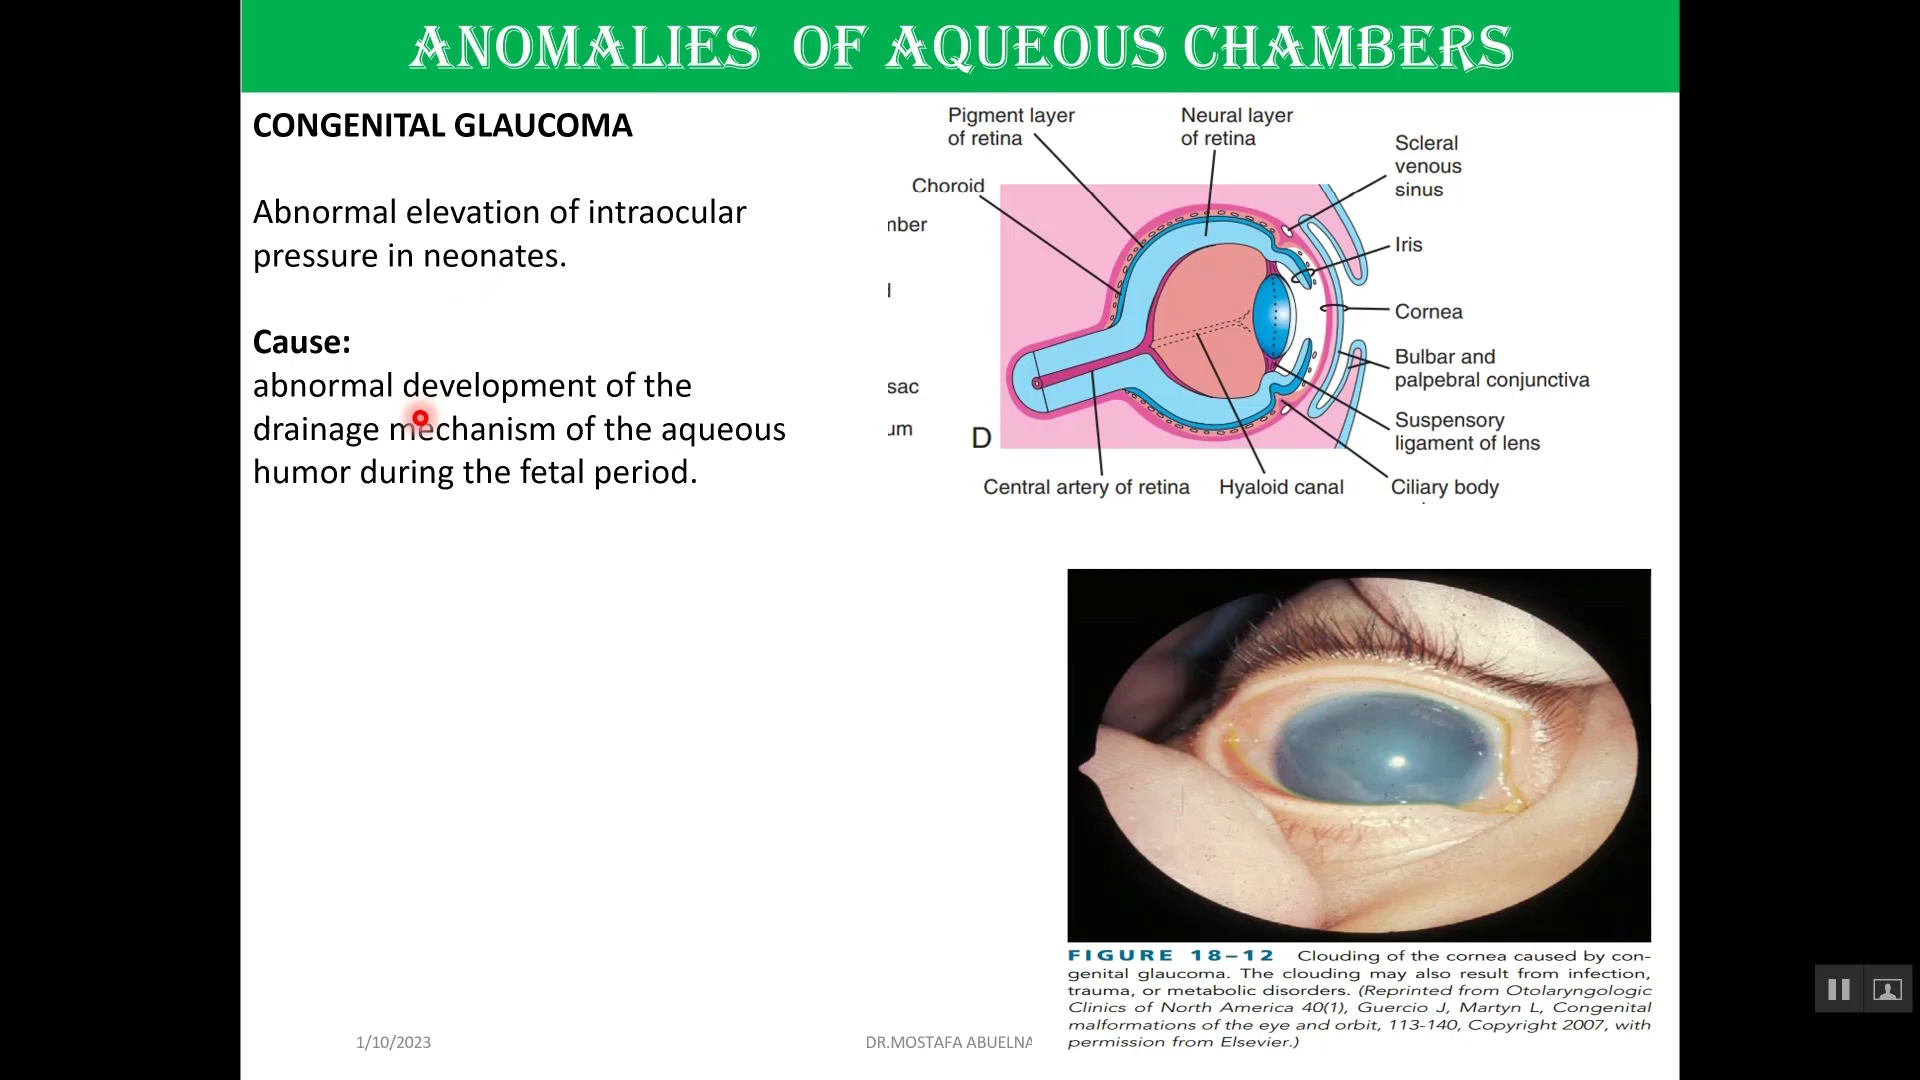 ANOMALIES OF AQUEOUS CHAMBERS
CONGENITAL GLAUCOMA
Abnormal elevation of intraocular
pressure in neonates.
Cause:
abnormal development of the
drainage mechanism of the aqueous
humor during the fetal period.
Pigment layer
of retina
Neural layer
of retina
Scleral
venous
sinus
Choroid
Iris
Cornea
Bulbar and
palpebral conjunctiva
Suspensory
ligament of lens
D
Central artery of retina
Hyaloid canal
Ciliary body
sac
FIGURE 18–12 Clouding of the cornea caused by con-
genital glaucoma. The clouding may also result from infection,
trauma, or metabolic disorders. (Reprinted from Otolaryngologic
Clinics of North America 40(1), Guercio J, Martyn L, Congenital
malformations of the eye and orbit, 113-140, Copyright 2007, with
permission from Elsevier.)
1/10/2023
DR.MOSTAFA ABUELNA